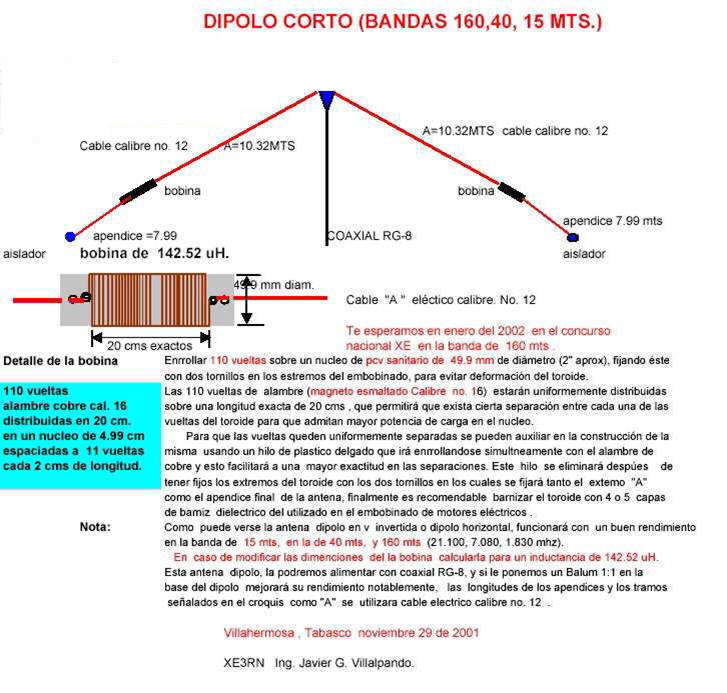 DIPOLO CORTO (BANDAS 160,40, 15 MTS.)
A=10.32MTS cable calibre no. 12
Cable calibre no. 12
A=10.32MTS
bobina
bobina
apendice 7.99 mts
apendice =7.99
COAXIAL RG-8
aislador
bobina de 142.52 uH.
aislador
49.9 mm diam.
Cable "A " eléctico calibre. No. 12
Te esperamos en enero del 2002 en el concurso
nacional XE en la banda de 160 mts .
20 cms exactos
Detalle de la bobina
Enrrollar 110 vueltas sobre un nucleo de pcv sanitario de 49.9 mm de diámetro (2" aprox), fijando éste
con dos tornillos en los estremos del embobinado, para evitar deformación del toroide.
110 vueltas
alambre cobre cal. 16
distribuidas en 20 cm.
en un nucleo de 4.99 cm
espaciadas a 11 vueltas
cada 2 cms de longitud.
Las 110 vueltas de alambre (magneto esmaltado Calibre no. 16) estarán uniformemente distribuidas
sobre una longitud exacta de 20 cms , que permitirá que exista cierta separación entre cada una de las
vueltas del toroide para que admitan mayor potencia de carga en el nucleo.
Para que las vueltas queden uniformemente separadas se pueden auxiliar en la construcción de la
misma usando un hilo de plastico delgado que irá enrrollandose simultneamente con el alambre de
cobre y esto facilitará a una mayor exactitud en las separaciones. Este hilo se eliminará despúes de
tener fijos los extremos del toroide con los dos tornillos en los cuales se fijará tanto el extemo "A"
como el apendice final de la antena, finalmente es recomendable barnizar el toroide con 4 o 5 capas
de barniz dielectrico del utilizado en el embobinado de motores eléctricos .
Nota:
Como puede verse la antena dipolo en v invertida o dipolo horizontal, funcionará con un buen rendimiento
en la banda de 15 mts, en la de 40 mts, y 160 mts (21.100, 7.080, 1.830 mhz).
En caso de modificar las dimenciones del la bobina calcularla para un inductancia de 142.52 uH.
Esta antena dipolo, la podremos alimentar con coaxial RG-8, y si le ponemos un Balum 1:1 en la
base del dipolo mejorará su rendimiento notablemente, las longitudes de los apendices y los tramos
señalados en el croquis como "A" se utilizara cable electrico calibre no. 12 .
Villahermosa , Tabasco noviembre 29 de 2001
XE3RN Ing. Javier G. Villalpando.